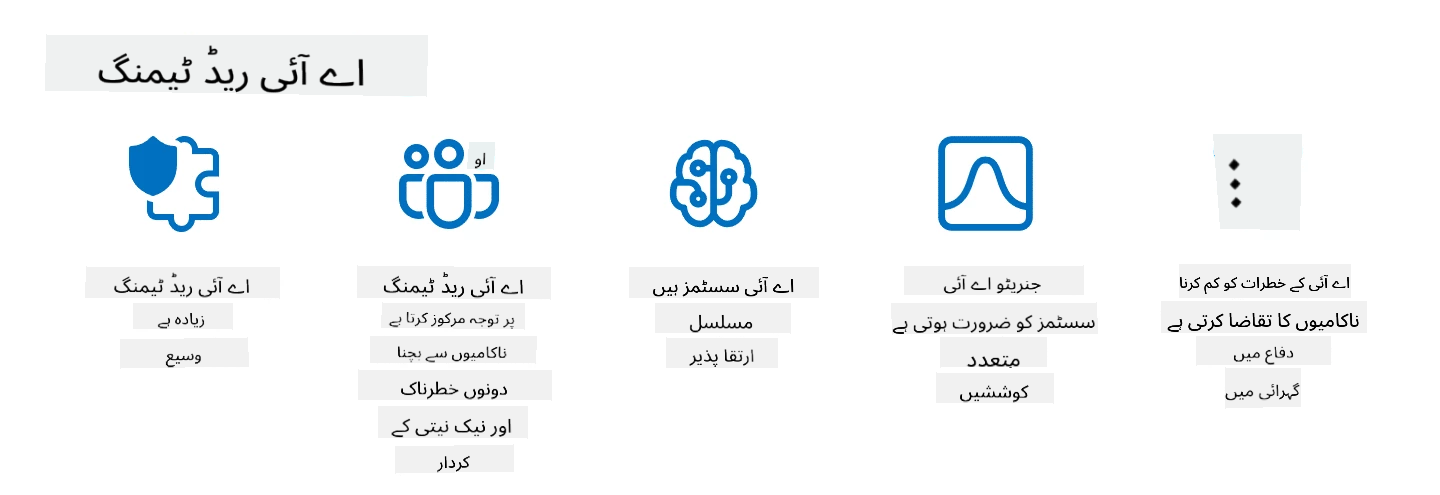 اے آئی ریڈ ٹیمنگ
او
اے آئی ریڈ ٹیمنگ
زیادہ ہے
وسیع
اے آئی ریڈ ٹیمنگ
پر توجہ مرکوز کرتا ہے
ناکامیوں سے بچنا
دونوں خطرناک
اور نیک نیتی کے
کردار
اے آئی سسٹمز ہیں
مسلسل
ارتقا پذیر
جنریٹو اے آئی
سسٹمز کو ضرورت ہوتی ہے
متعدد
کوششیں
اے آئی کے خطرات کو کم کرنا
ناکامیوں کا تقاضا کرتی ہے
دفاع میں
گہرائی میں